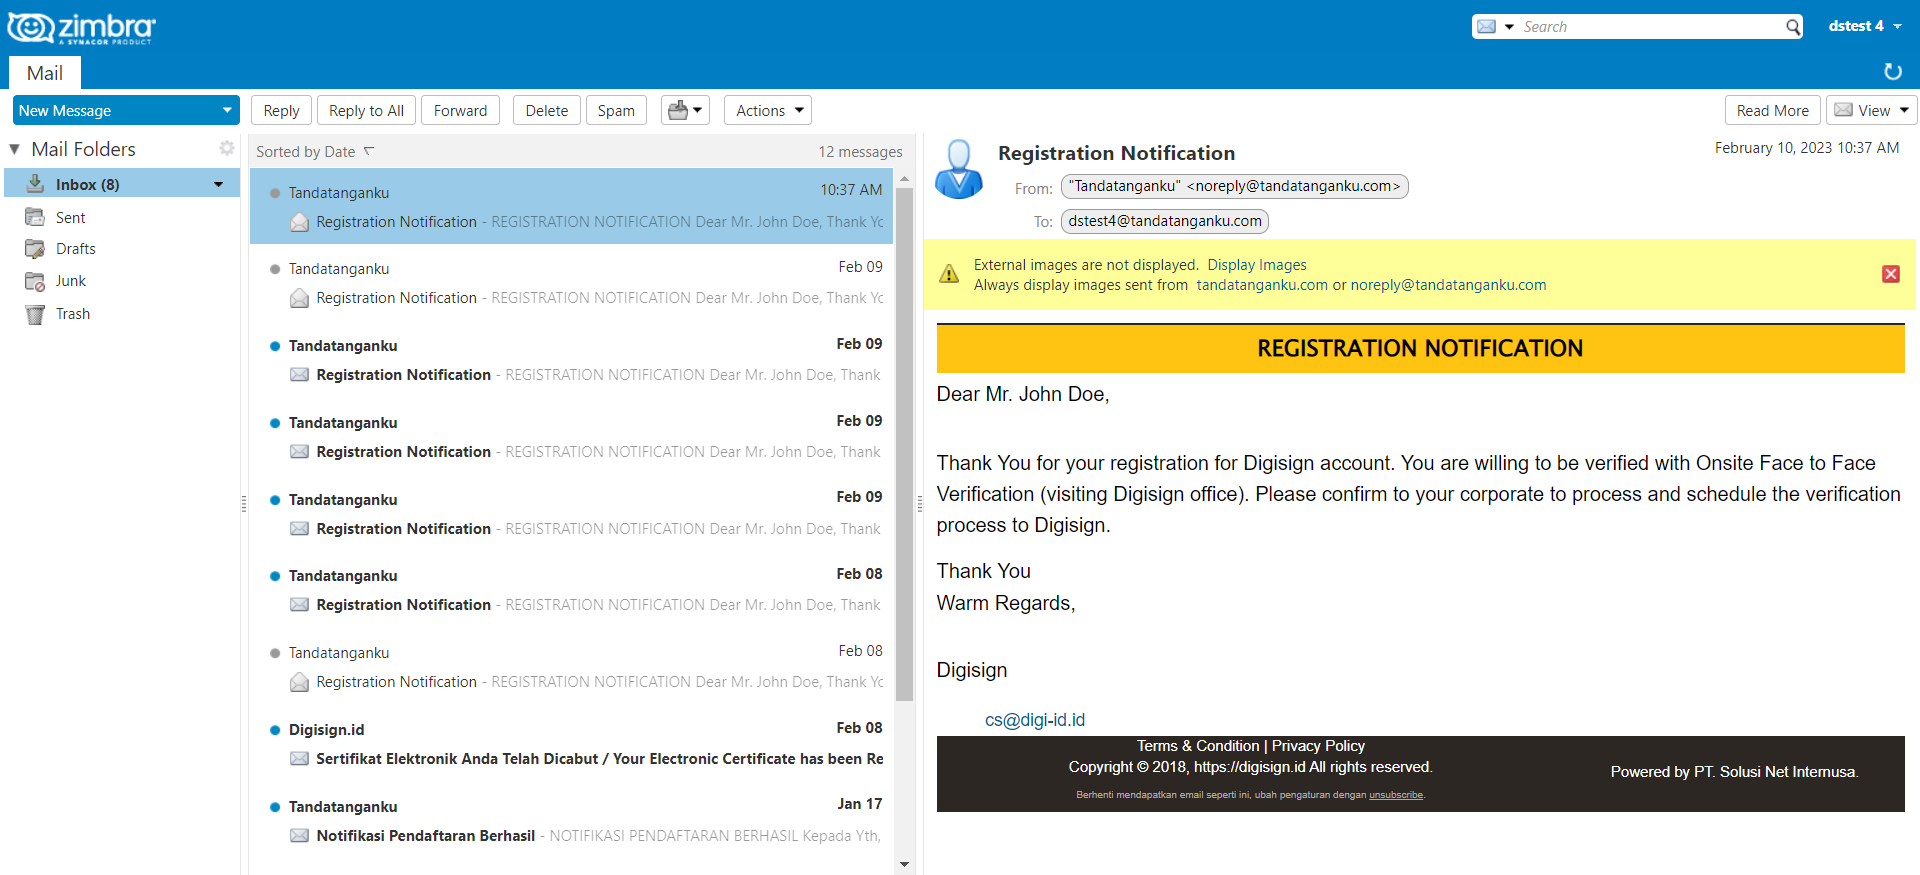 zimbra
A SYNACOR PRODUCT
Search
dstest 4
Mail
New Message
Reply
Reply to All
Forward
Delete
Spam
Actions
Read More
View
Mail Folders
Inbox (8)
Sent
Drafts
Junk
Trash
Sorted by Date
12 messages
Tandatanganku 10:37 AM
Registration Notification - REGISTRATION NOTIFICATION Dear Mr. John Doe, Thank Yo
Tandatanganku Feb 09
Registration Notification - REGISTRATION NOTIFICATION Dear Mr. John Doe, Thank Yo
Tandatanganku Feb 09
Registration Notification - REGISTRATION NOTIFICATION Dear Mr. John Doe, Thank
Tandatanganku Feb 09
Registration Notification - REGISTRATION NOTIFICATION Dear Mr. John Doe, Thank
Tandatanganku Feb 09
Registration Notification - REGISTRATION NOTIFICATION Dear Mr. John Doe, Thank
Tandatanganku Feb 08
Registration Notification - REGISTRATION NOTIFICATION Dear Mr. John Doe, Thank
Tandatanganku Feb 08
Registration Notification - REGISTRATION NOTIFICATION Dear Mr. John Doe, Thank Yo
Digisign.id Feb 08
Sertifikat Elektronik Anda Telah Dicabut / Your Electronic Certificate has been Re
Tandatanganku Jan 17
Notifikasi Pendaftaran Berhasil - NOTIFIKASI PENDAFTARAN BERHASIL Kepada Yth,
Registration Notification
February 10, 2023 10:37 AM
From: "Tandatanganku" <noreply@tandatanganku.com>
To: dstest4@tandatanganku.com
External images are not displayed. Display Images
Always display images sent from tandatanganku.com or noreply@tandatanganku.com
REGISTRATION NOTIFICATION
Dear Mr. John Doe,
Thank You for your registration for Digisign account. You are willing to be verified with Onsite Face to Face
Verification (visiting Digisign office). Please confirm to your corporate to process and schedule the verification
process to Digisign.
Thank You
Warm Regards,
Digisign
cs@digi-id.id
Terms & Condition | Privacy Policy
Copyright © 2018, https://digisign.id All rights reserved.
Berhenti mendapatkan email seperti ini, ubah pengaturan dengan unsubscribe.
Powered by PT. Solusi Net Internusa.